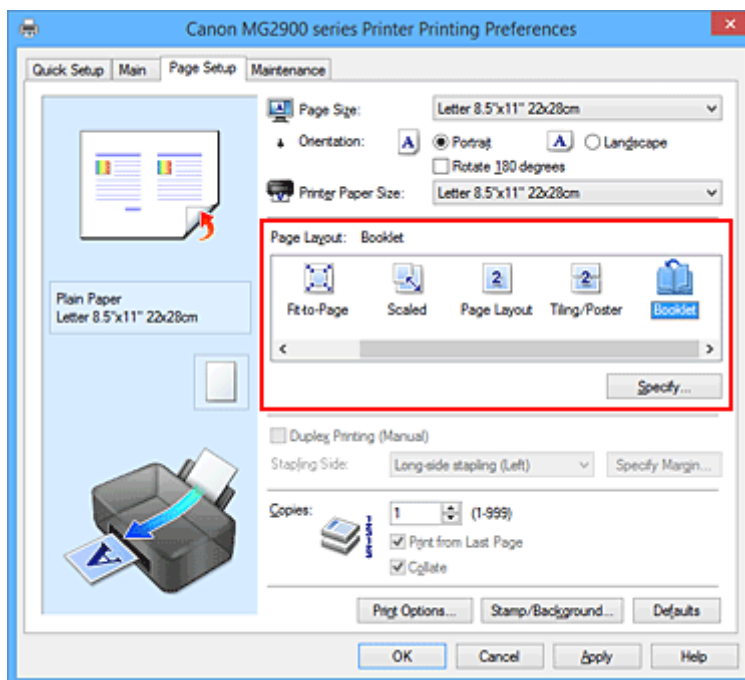 Canon MG2900 series Printer Printing Preferences
Quick Setup Main Page Setup Maintenance
Page Size: Letter 8.5"x11" 22x28cm
Orientation: A Portrait A Landscape
Rotate 180 degrees
Printer Paper Size: Letter 8.5"x11" 22x28cm
Page Layout: Booklet
2 2
Fit-to-Page Scaled Page Layout Tiling/Poster Booklet
Plain Paper
Letter 8.5"x11" 22x28cm
Specify...
Duplex Printing (Manual)
Stapling Side: Long-side stapling (Left) Specify Margin...
Copies: 1 (1-999)
Print from Last Page
Collate
A
Print Options... Stamp/Background... Defaults
OK Cancel Apply Help